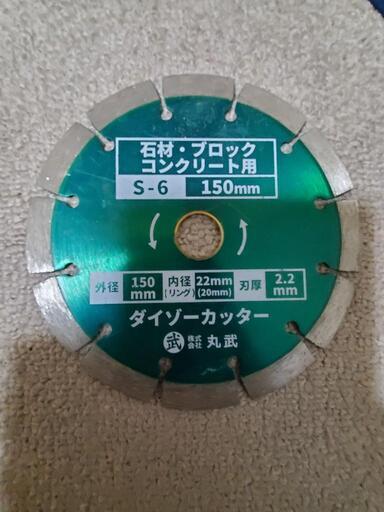 石材・ブロック
コンクリート用
S-6 150mm
外径 150mm 内径(リング) 22mm(20mm) 刃厚 2.2mm
ダイゾーカッター
武 株式会社 丸武